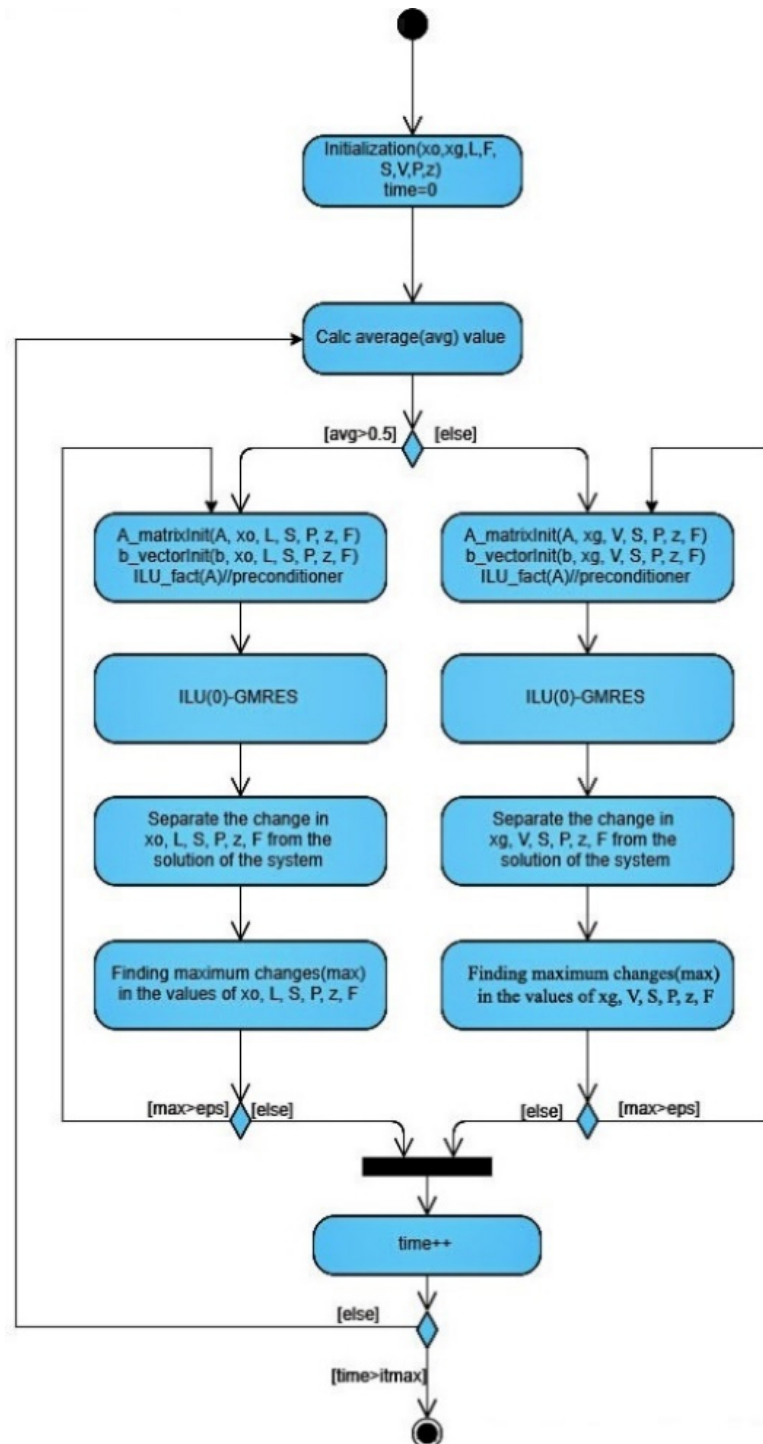 Initialization(xo,xg,L,F,
S,V,P,z)
time=0
Calc average(avg) value
[avg>0.5]
[else]
A_matrixInit(A, xo, L, S, P, z, F)
b_vectorInit(b, xo, L, S, P, z, F)
ILU_fact(A)//preconditioner
A_matrixInit(A, xg, V, S, P, z, F)
b_vectorInit(b, xg, V, S, P, z, F)
ILU_fact(A)//preconditioner
ILU(0)-GMRES
ILU(0)-GMRES
Separate the change in
xo, L, S, P, z, F from the
solution of the system
Separate the change in
xg, V, S, P, z, F from the
solution of the system
Finding maximum changes(max)
in the values of xo, L, S, P, z, F
Finding maximum changes(max)
in the values of xg, V, S, P, z, F
[max>eps]
[else]
[else]
[max>eps]
time++
[else]
[time>itmax]